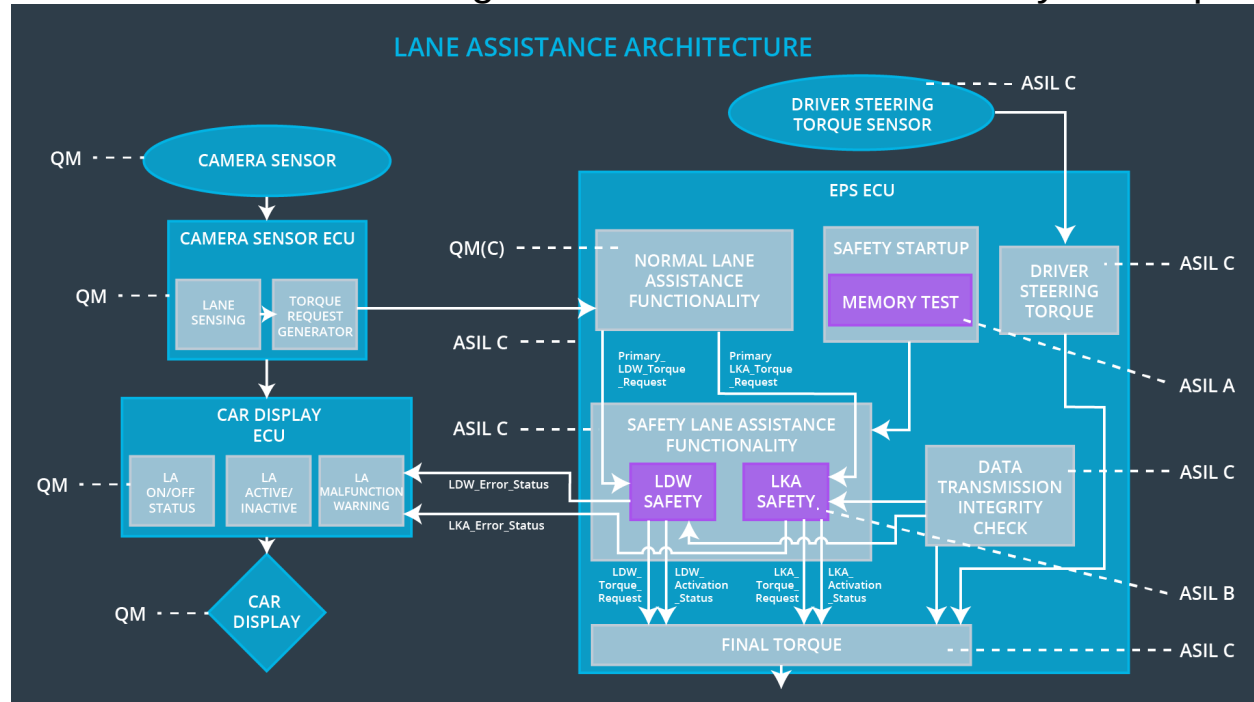 LANE ASSISTANCE ARCHITECTURE
ASIL C
DRIVER STEERING
TORQUE SENSOR
QM
CAMERA SENSOR
EPS ECU
CAMERA SENSOR ECU
QM(C)
NORMAL LANE
ASSISTANCE
FUNCTIONALITY
SAFETY STARTUP
MEMORY TEST
DRIVER
STEERING
TORQUE
ASIL C
QM
LANE
SENSING
TORQUE
REQUEST
GENERATOR
ASIL C
Primary_
LDW_Torque
_Request
Primary
LKA_Torque
_Request
ASIL A
CAR DISPLAY
ECU
ASIL C
SAFETY LANE ASSISTANCE
FUNCTIONALITY
QM
LA
ON/OFF
STATUS
LA
ACTIVE/
INACTIVE
LA
MALFUNCTION
WARNING
LDW_Error_Status
LKA_Error_Status
LDW
SAFETY
LKA
SAFETY
DATA
TRANSMISSION
INTEGRITY
CHECK
ASIL C
LDW_
Torque_
Request
LDW_
Activation
_Status
LKA_
Torque_
Request
LKA_
Activation
_Status
ASIL B
QM
CAR
DISPLAY
FINAL TORQUE
ASIL C